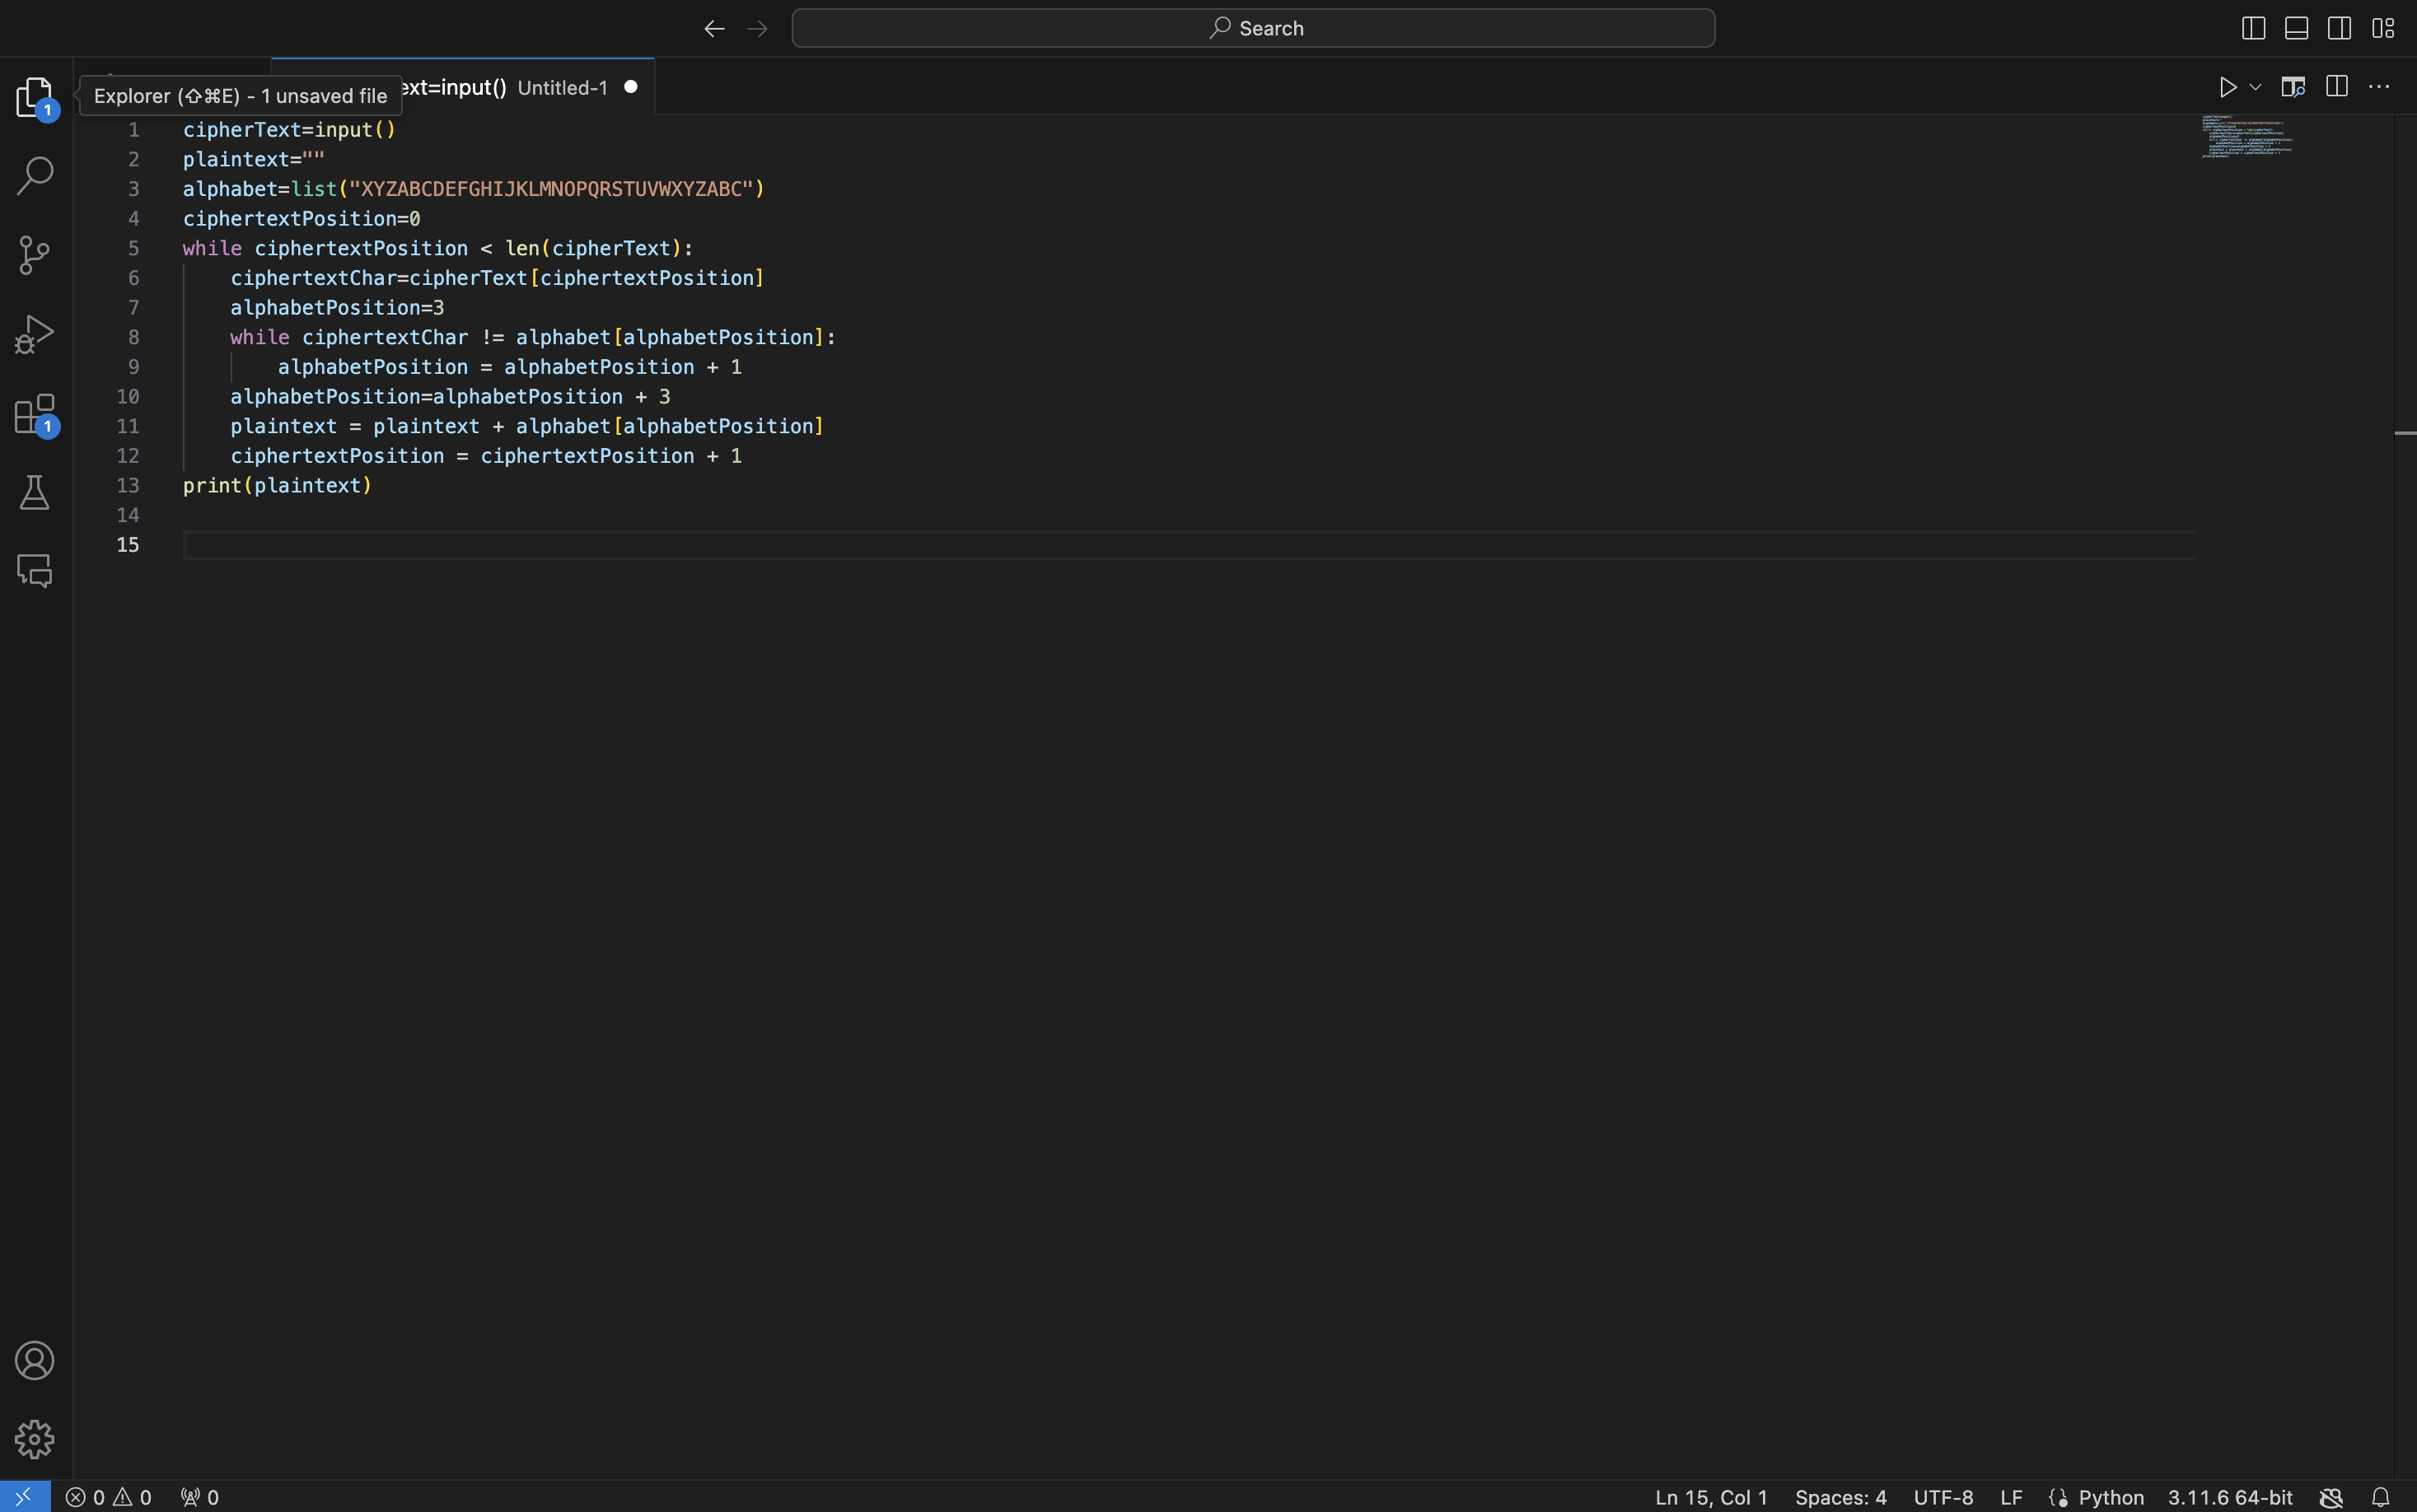 Search
Explorer (⇧⌘E) - 1 unsaved file
ext=input() Untitled-1
1
1 cipherText=input()
2 plaintext=""
3 alphabet=list("XYZABCDEFGHIJKLMNOPQRSTUVWXYZABC")
4 ciphertextPosition=0
5 while ciphertextPosition < len(cipherText):
6     ciphertextChar=cipherText[ciphertextPosition]
7     alphabetPosition=3
8     while ciphertextChar != alphabet[alphabetPosition]:
9         alphabetPosition = alphabetPosition + 1
10     alphabetPosition=alphabetPosition + 3
11     plaintext = plaintext + alphabet[alphabetPosition]
12     ciphertextPosition = ciphertextPosition + 1
13 print(plaintext)
14
15
1
0 0 0 Ln 15, Col 1 Spaces: 4 UTF-8 LF Python 3.11.6 64-bit